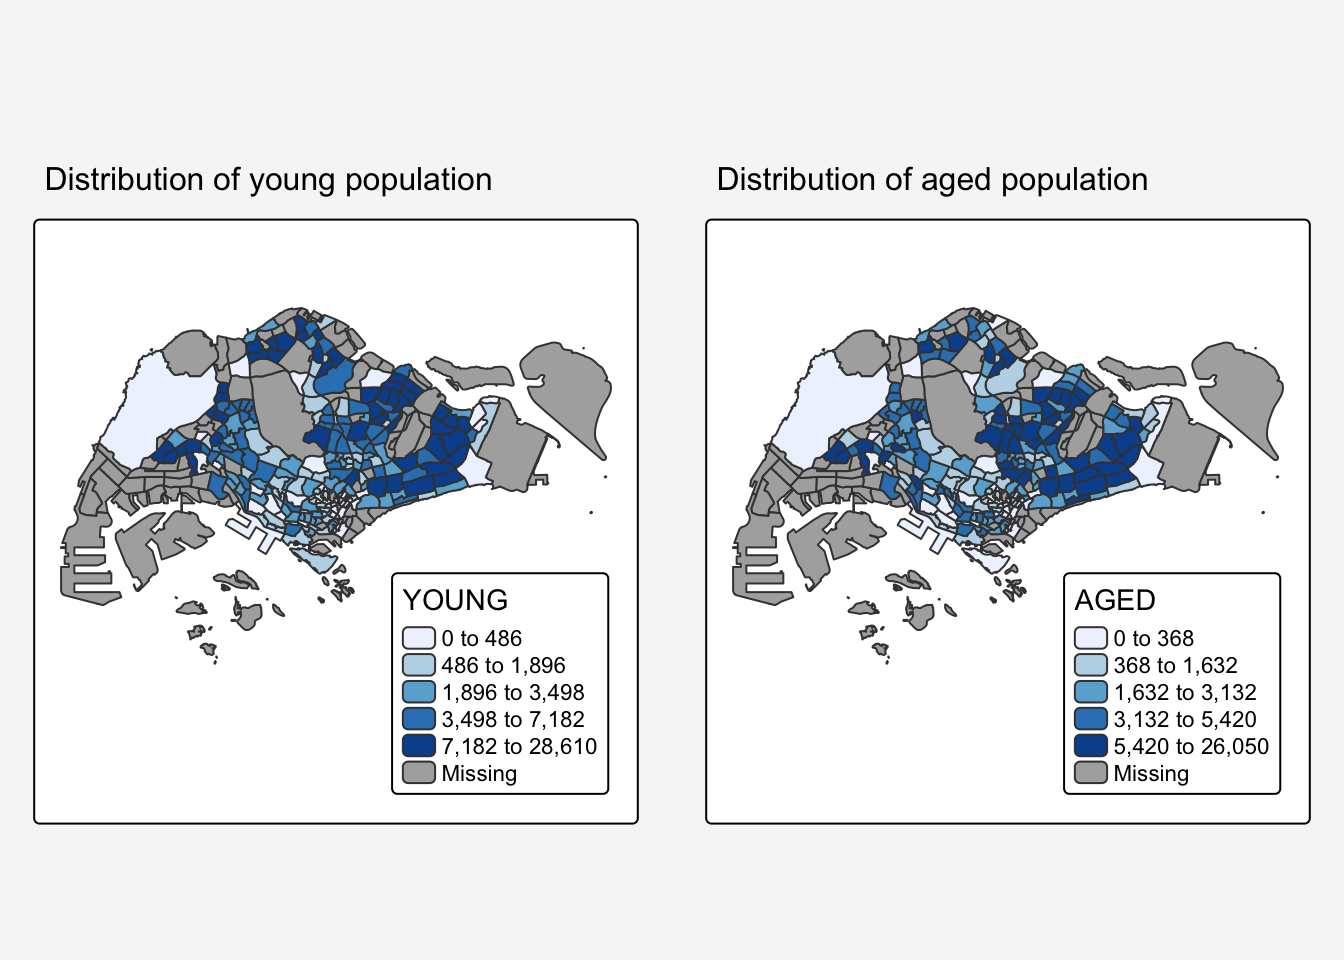 Distribution of young population
YOUNG
0 to 486
486 to 1,896
1,896 to 3,498
3,498 to 7,182
7,182 to 28,610
Missing
Distribution of aged population
AGED
0 to 368
368 to 1,632
1,632 to 3,132
3,132 to 5,420
5,420 to 26,050
Missing